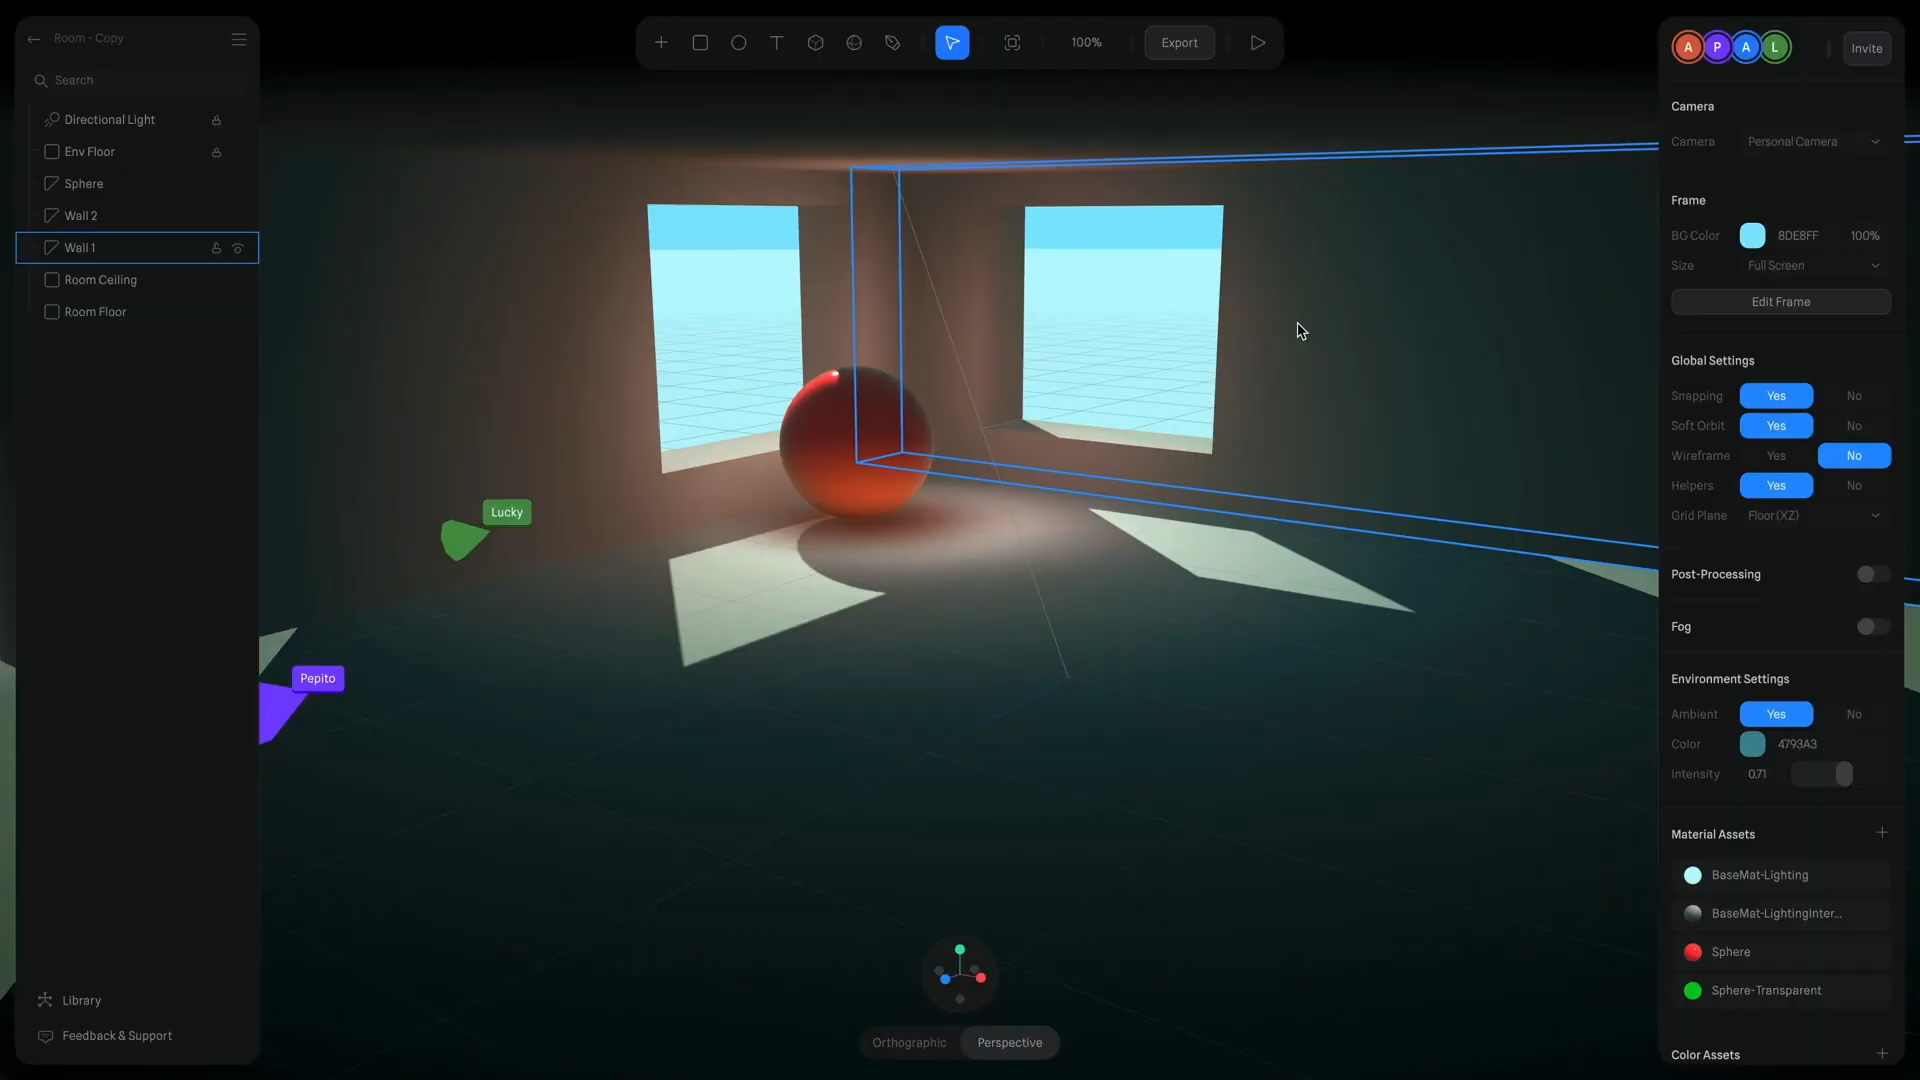 Room - Copy
Search
Directional Light
Env Floor
Sphere
Wall 2
Wall 1
Room Ceiling
Room Floor
Library
Feedback & Support
T
100%
Export
Lucky
Pepito
Orthographic
Perspective
A P A L
Invite
Camera
Camera Personal Camera
Frame
BG Color 8DE8FF 100%
Size Full Screen
Edit Frame
Global Settings
Snapping Yes No
Soft Orbit Yes No
Wireframe Yes No
Helpers Yes No
Grid Plane Floor (XZ)
Post-Processing
Fog
Environment Settings
Ambient Yes No
Color 4793A3
Intensity 0.71
Material Assets
BaseMat-Lighting
BaseMat-LightingInter...
Sphere
Sphere-Transparent
Color Assets